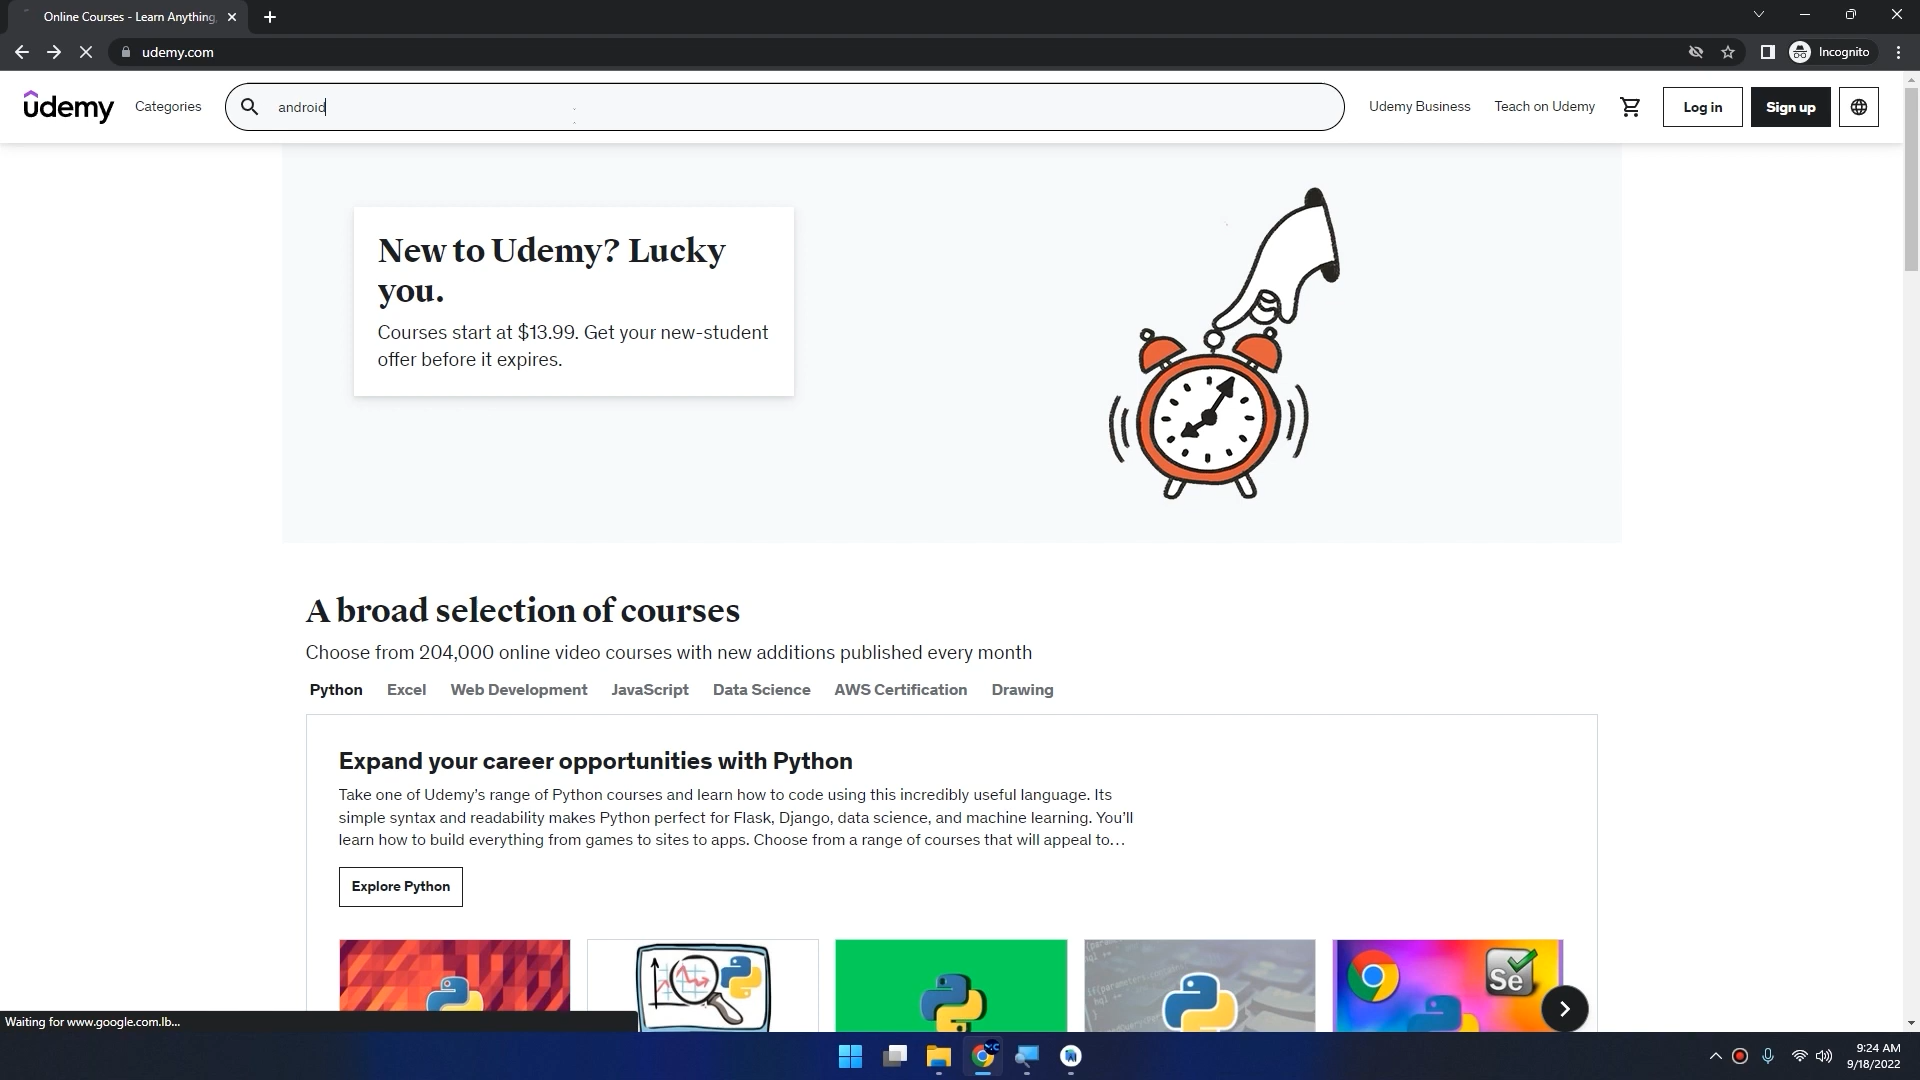 Online Courses - Learn Anything,
udemy.com
Incognito
ûdemy
Categories
android
Udemy Business
Teach on Udemy
Log in
Sign up
New to Udemy? Lucky
you.
Courses start at $13.99. Get your new-student
offer before it expires.
A broad selection of courses
Choose from 204,000 online video courses with new additions published every month
Python
Excel
Web Development
JavaScript
Data Science
AWS Certification
Drawing
Expand your career opportunities with Python
Take one of Udemy’s range of Python courses and learn how to code using this incredibly useful language. Its
simple syntax and readability makes Python perfect for Flask, Django, data science, and machine learning. You’ll
learn how to build everything from games to sites to apps. Choose from a range of courses that will appeal to...
Explore Python
Se
Waiting for www.google.com.lb...
9:24 AM
9/18/2022